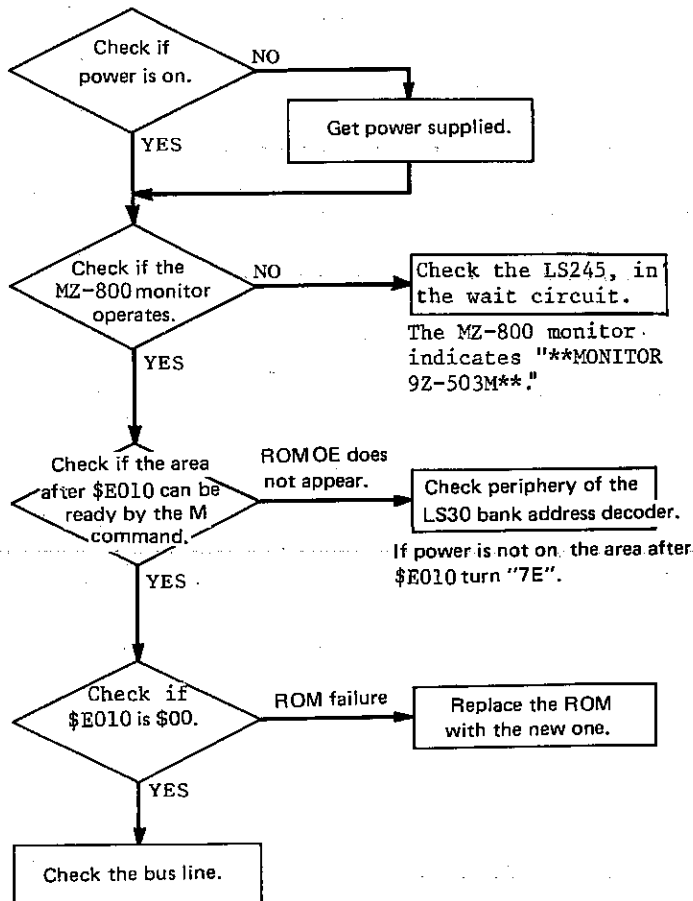 Check if
power is on.
NO
Get power supplied.
YES
Check if the
MZ-800 monitor
operates.
NO
Check the LS245, in
the wait circuit.
The MZ-800 monitor
indicates "**MONITOR
9Z-503M**."
YES
Check if the area
after $E010 can be
ready by the M
command.
ROM OE does
not appear.
Check periphery of the
LS30 bank address decoder.
If power is not on, the area after
$E010 turn "7E".
YES
Check if
$E010 is $00.
ROM failure
Replace the ROM
with the new one.
YES
Check the bus line.